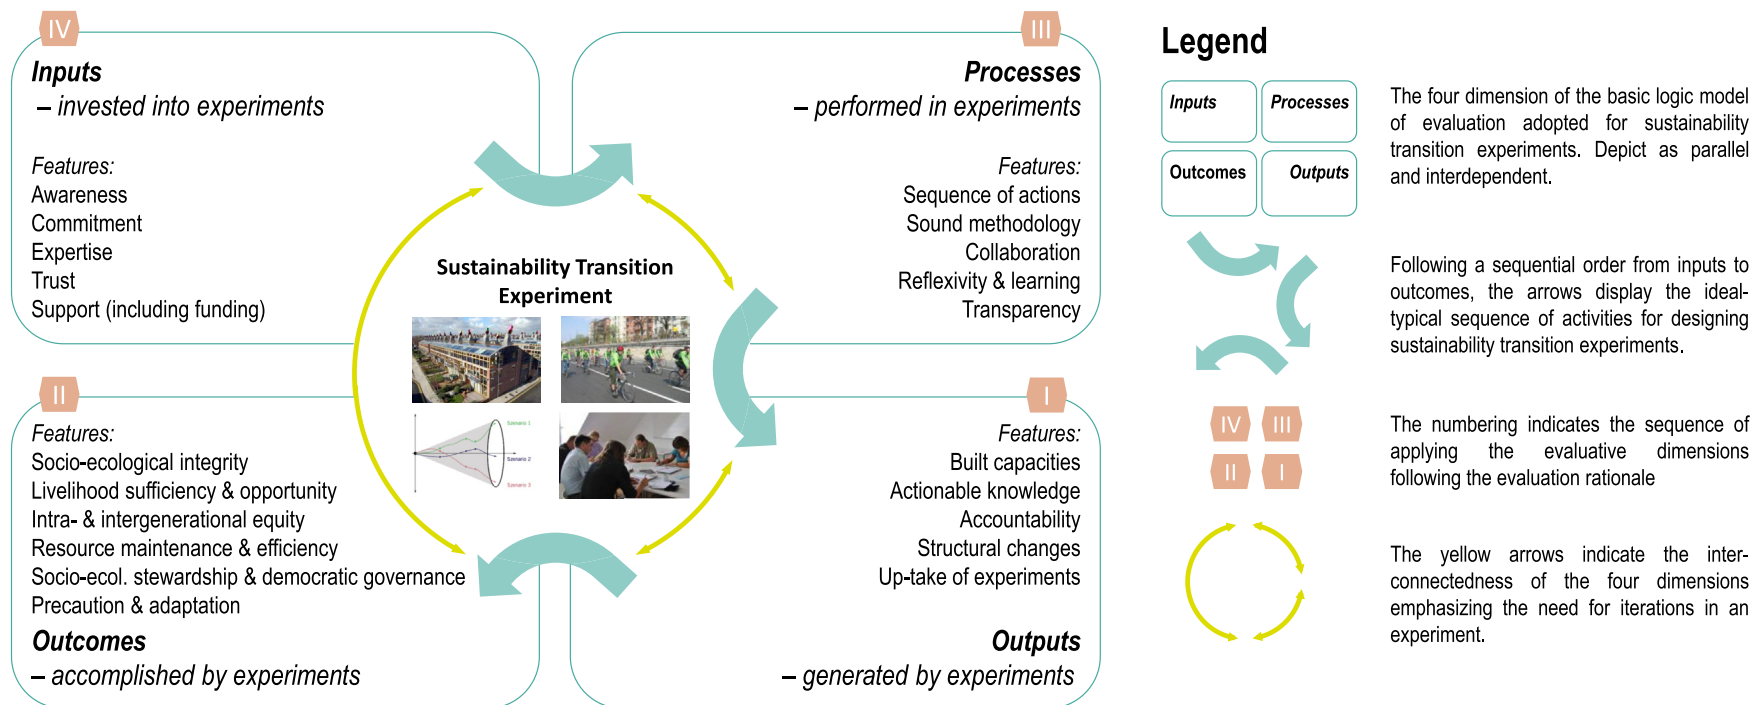 IV
Inputs
– invested into experiments
Features:
Awareness
Commitment
Expertise
Trust
Support (including funding)
III
Processes
– performed in experiments
Features:
Sequence of actions
Sound methodology
Collaboration
Reflexivity & learning
Transparency
Sustainability Transition
Experiment
Scenario 1
Scenario 2
Scenario 3
II
Features:
Socio-ecological integrity
Livelihood sufficiency & opportunity
Intra- & intergenerational equity
Resource maintenance & efficiency
Socio-ecol. stewardship & democratic governance
Precaution & adaptation
Outcomes
– accomplished by experiments
I
Features:
Built capacities
Actionable knowledge
Accountability
Structural changes
Up-take of experiments
Outputs
– generated by experiments
Legend
Inputs
Processes
Outcomes
Outputs
The four dimension of the basic logic model
of evaluation adopted for sustainability
transition experiments. Depict as parallel
and interdependent.
Following a sequential order from inputs to
outcomes, the arrows display the ideal-
typical sequence of activities for designing
sustainability transition experiments.
IV
III
II
I
The numbering indicates the sequence of
applying the evaluative dimensions
following the evaluation rationale
The yellow arrows indicate the inter-
connectedness of the four dimensions
emphasizing the need for iterations in an
experiment.